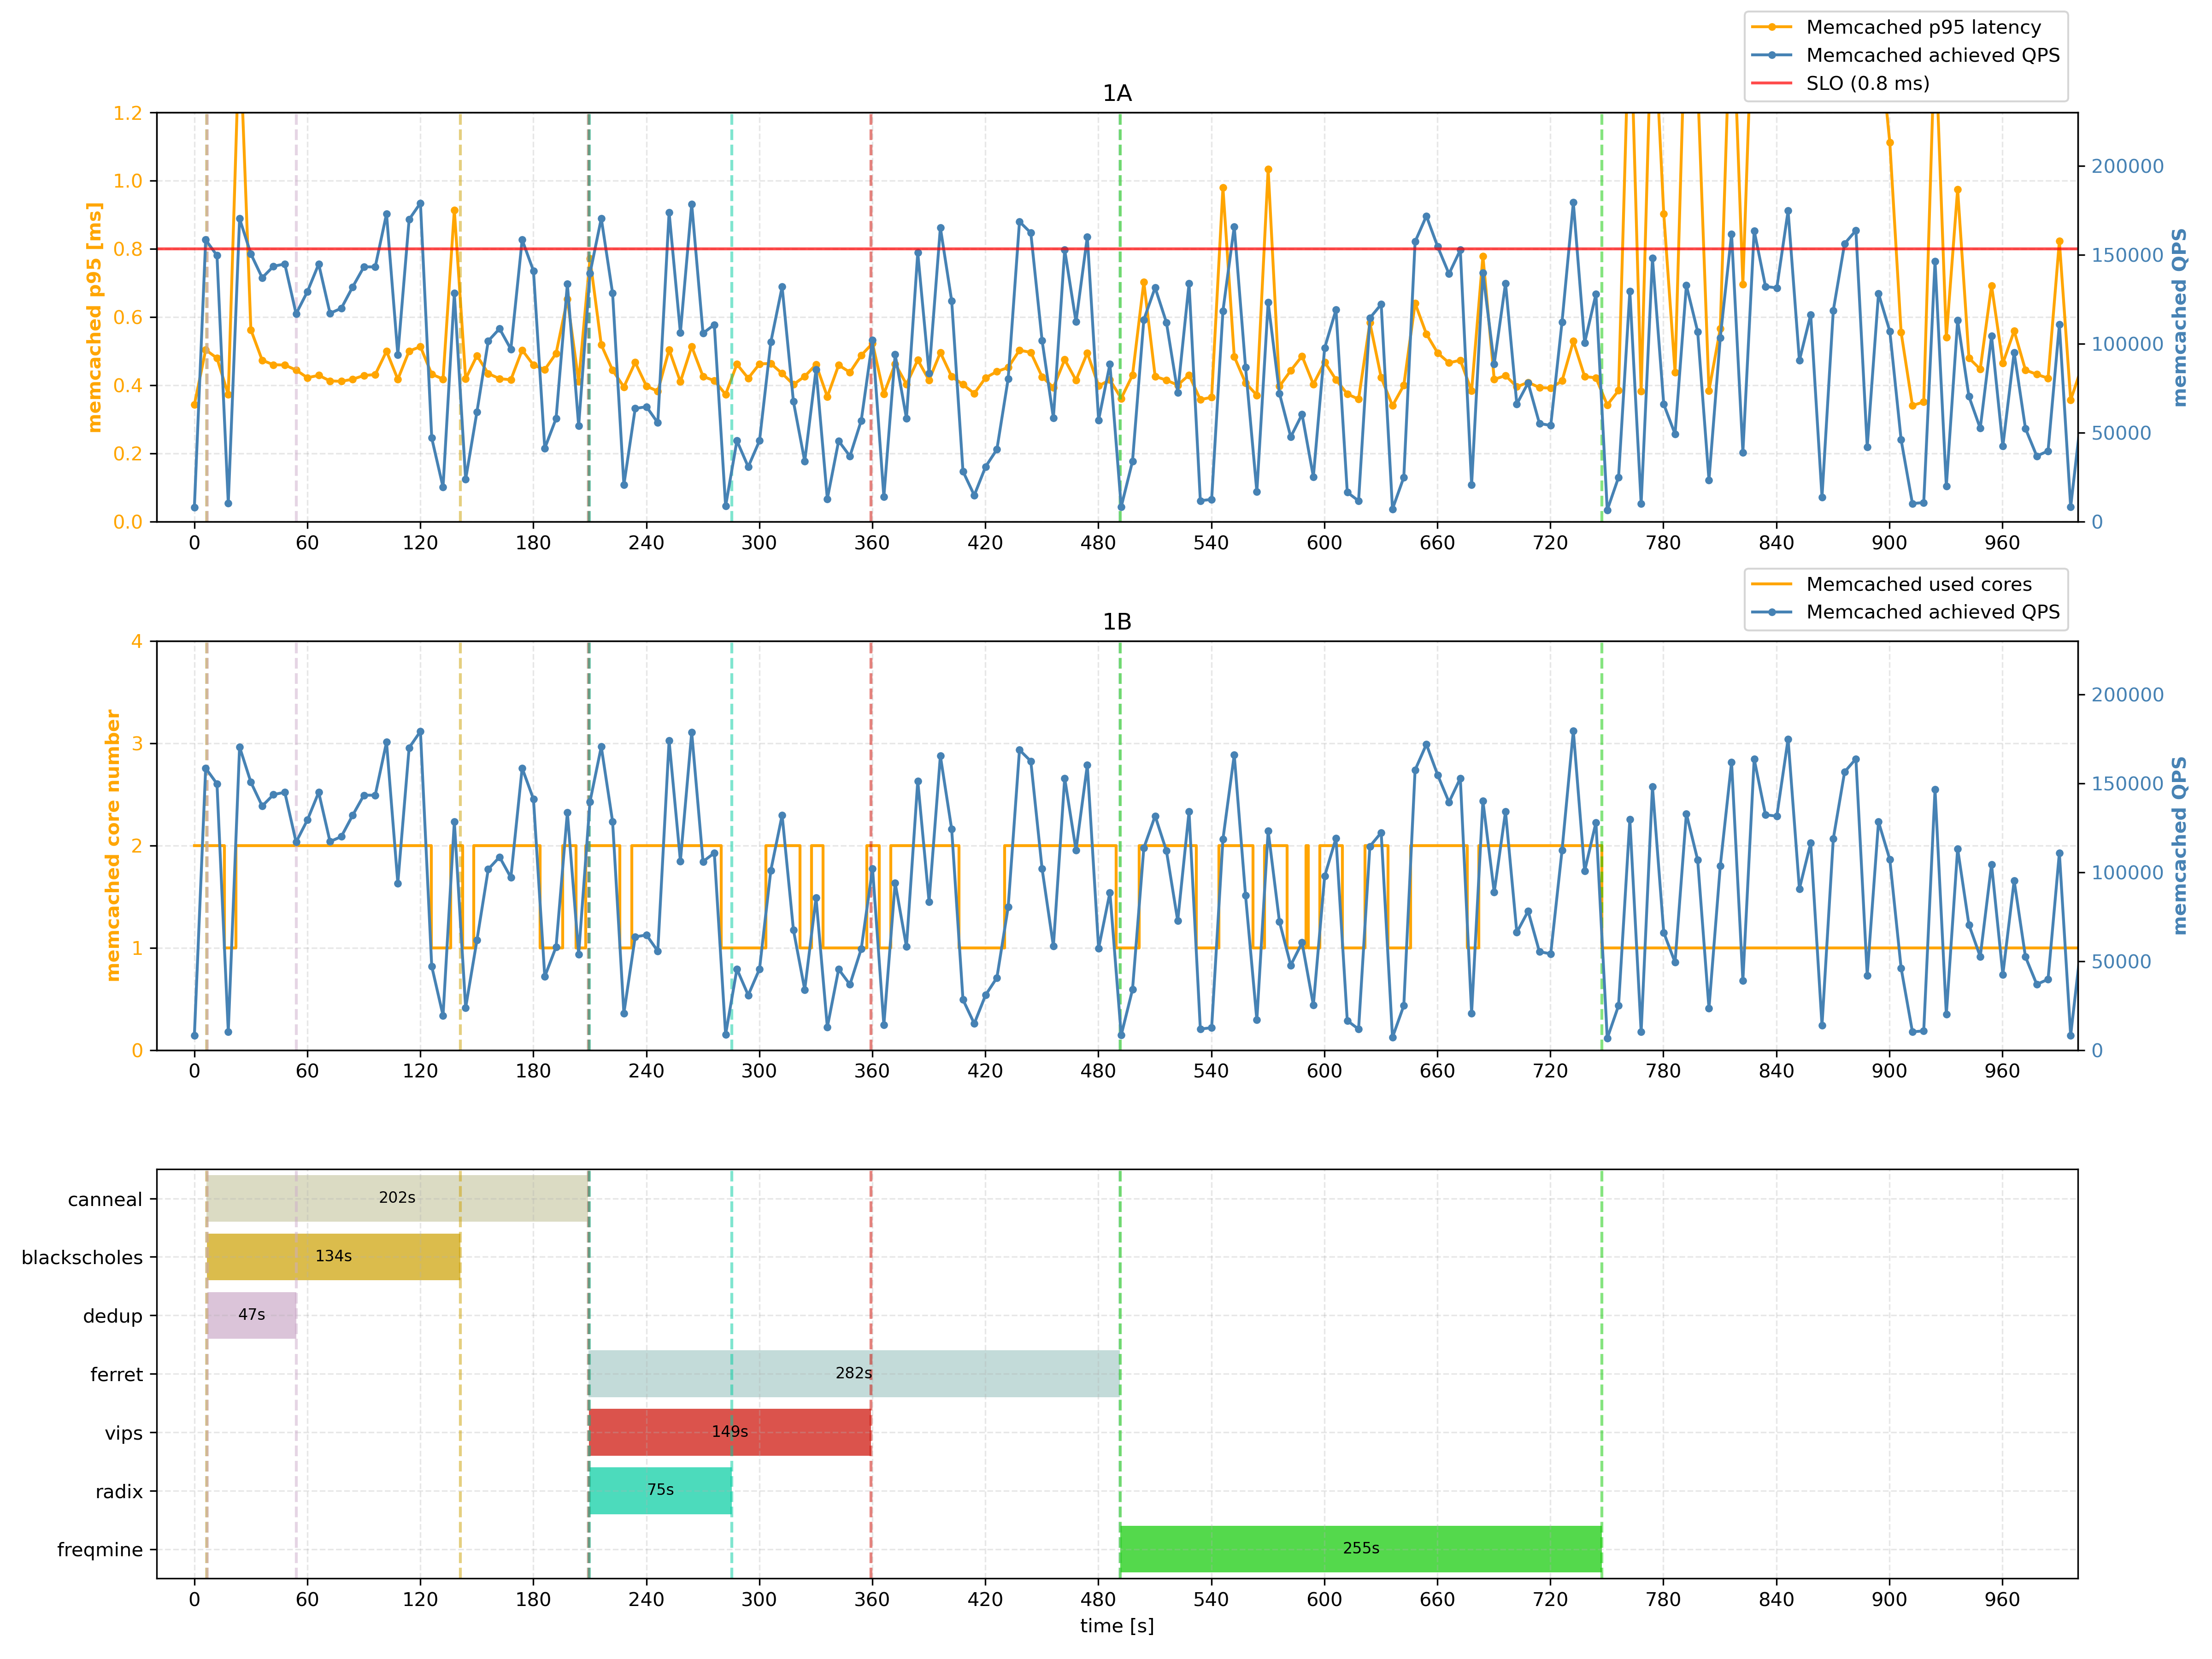 Memcached p95 latency
Memcached achieved QPS
SLO (0.8 ms)
1A
memcached p95 [ms]
1.2
1.0
0.8
0.6
0.4
0.2
0.0
200000
150000
100000
50000
0
memcached QPS
0 60 120 180 240 300 360 420 480 540 600 660 720 780 840 900 960
Memcached used cores
Memcached achieved QPS
1B
memcached core number
4
3
2
1
0
200000
150000
100000
50000
0
memcached QPS
0 60 120 180 240 300 360 420 480 540 600 660 720 780 840 900 960
canneal 202s
blackscholes 134s
dedup 47s
ferret 282s
vips 149s
radix 75s
freqmine 255s
0 60 120 180 240 300 360 420 480 540 600 660 720 780 840 900 960
time [s]